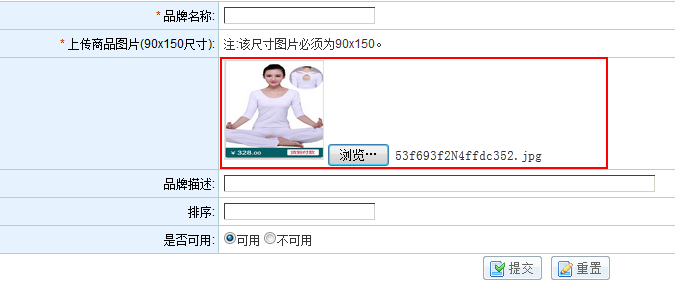 * 品牌名称:
* 上传商品图片(90x150尺寸): 注:该尺寸图片必须为90x150。
¥ 328.00
浏览… 53f693f2N4ffdc352.jpg
品牌描述:
排序:
是否可用: 可用 不可用
提交 重置